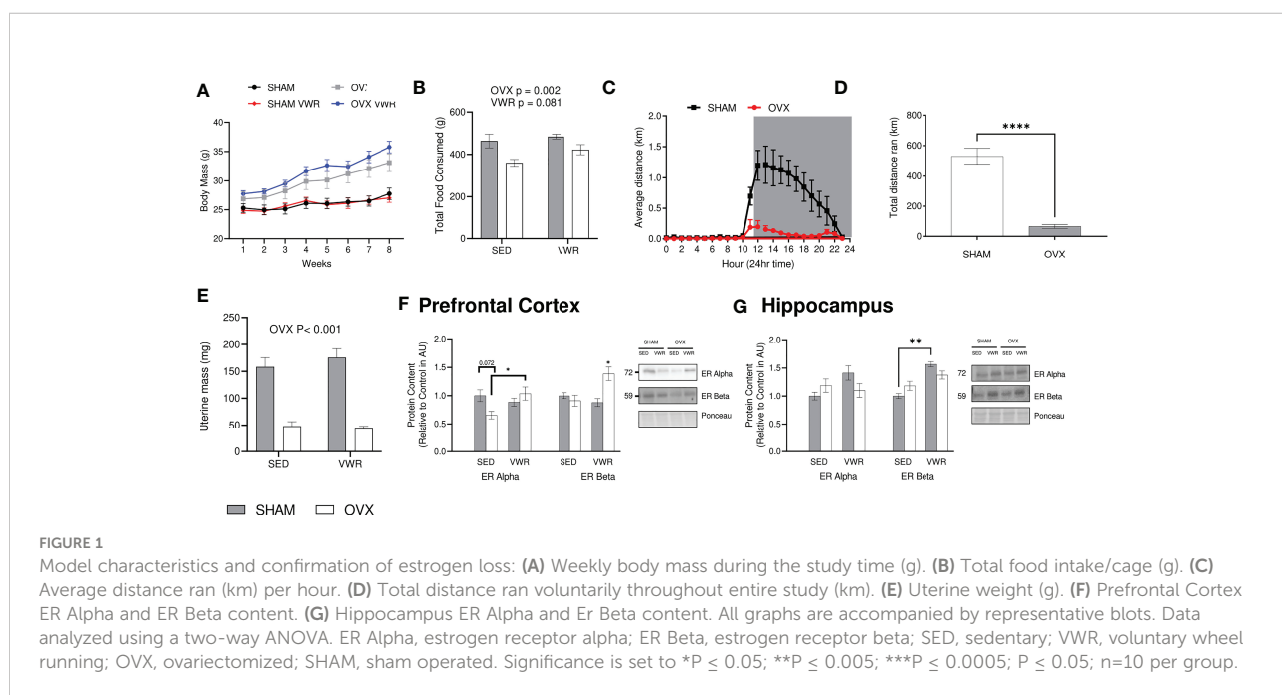 A
SHAM
OV
SHAM VWR
OVX VWR
Body Mass (g)
40
35
30
25
20
1 2 3 4 5 6 7 8
Weeks
B
OVX p = 0.002
VWR p = 0.081
Total Food Consumed (g)
600
400
200
0
SED VWR
C
SHAM OVX
Average distance (km)
2.0
1.5
1.0
0.5
0.0
0 2 4 6 8 10 12 14 16 18 20 22 24
Hour (24hr time)
D
****
Total distance ran (km)
800
600
400
200
0
SHAM OVX
E
OVX P< 0.001
Uterine mass (mg)
250
200
150
100
50
0
SED VWR
SHAM OVX
F Prefrontal Cortex
Protein Content
(Relative to Control in AU)
2.0
1.5
1.0
0.5
0.0
0.072
*
*
SED VWR SED VWR
ER Alpha ER Beta
SHAM OVX
SED VWR SED VWR
72 ER Alpha
59 ER Beta
Ponceau
G Hippocampus
Protein Content
(Relative to Control in AU)
2.0
1.5
1.0
0.5
0.0
**
SED VWR SED VWR
ER Alpha ER Beta
SHAM OVX
SED VWR SED VWR
72 ER Alpha
59 ER Beta
Ponceau
FIGURE 1
Model characteristics and confirmation of estrogen loss: (A) Weekly body mass during the study time (g). (B) Total food intake/cage (g). (C)
Average distance ran (km) per hour. (D) Total distance ran voluntarily throughout entire study (km). (E) Uterine weight (g). (F) Prefrontal Cortex
ER Alpha and ER Beta content. (G) Hippocampus ER Alpha and Er Beta content. All graphs are accompanied by representative blots. Data
analyzed using a two-way ANOVA. ER Alpha, estrogen receptor alpha; ER Beta, estrogen receptor beta; SED, sedentary; VWR, voluntary wheel
running; OVX, ovariectomized; SHAM, sham operated. Significance is set to *P ≤ 0.05; **P ≤ 0.005; ***P ≤ 0.0005; P ≤ 0.05; n=10 per group.